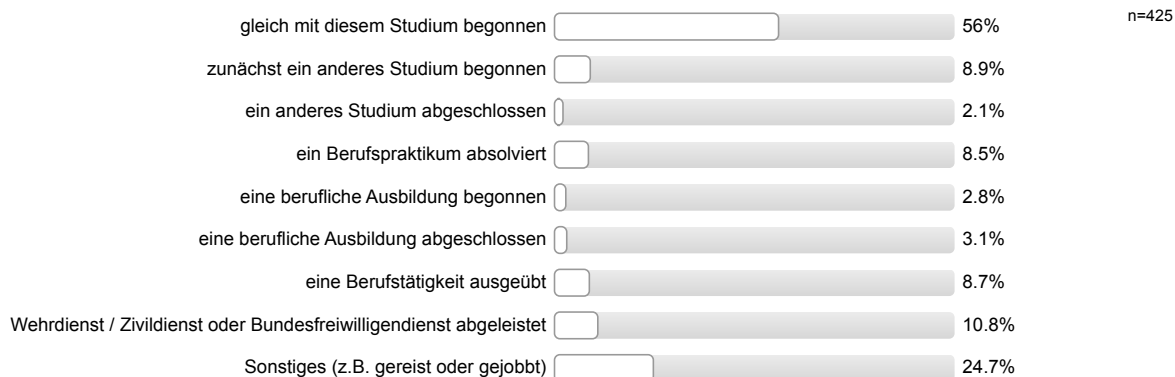 gleich mit diesem Studium begonnen 56% n=425
zunächst ein anderes Studium begonnen 8.9%
ein anderes Studium abgeschlossen 2.1%
ein Berufspraktikum absolviert 8.5%
eine berufliche Ausbildung begonnen 2.8%
eine berufliche Ausbildung abgeschlossen 3.1%
eine Berufstätigkeit ausgeübt 8.7%
Wehrdienst / Zivildienst oder Bundesfreiwilligendienst abgeleistet 10.8%
Sonstiges (z.B. gereist oder gejobbt) 24.7%